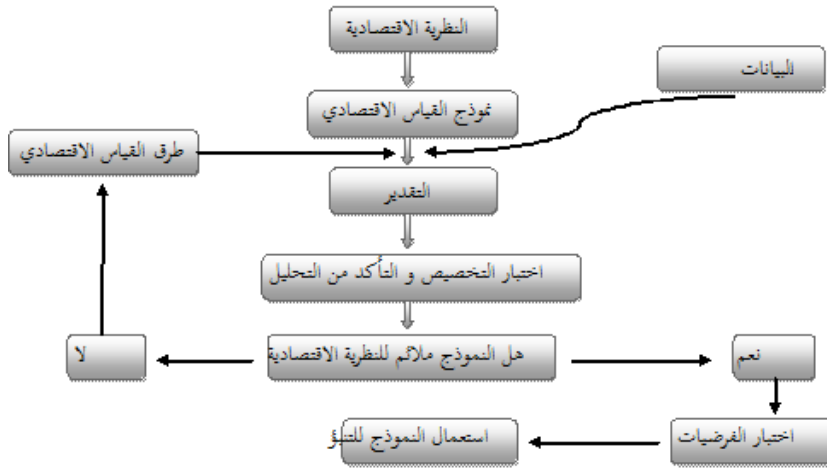 النظرية الاقتصادية
البيانات
نموذج القياس الاقتصادي
طرق القياس الاقتصادي
التقدير
اختبار التخصيص و التأكد من التحليل
هل النموذج ملائم للنظرية الاقتصادية
نعم
لا
اختبار الفرضيات
استعمال النموذج للتنبؤ